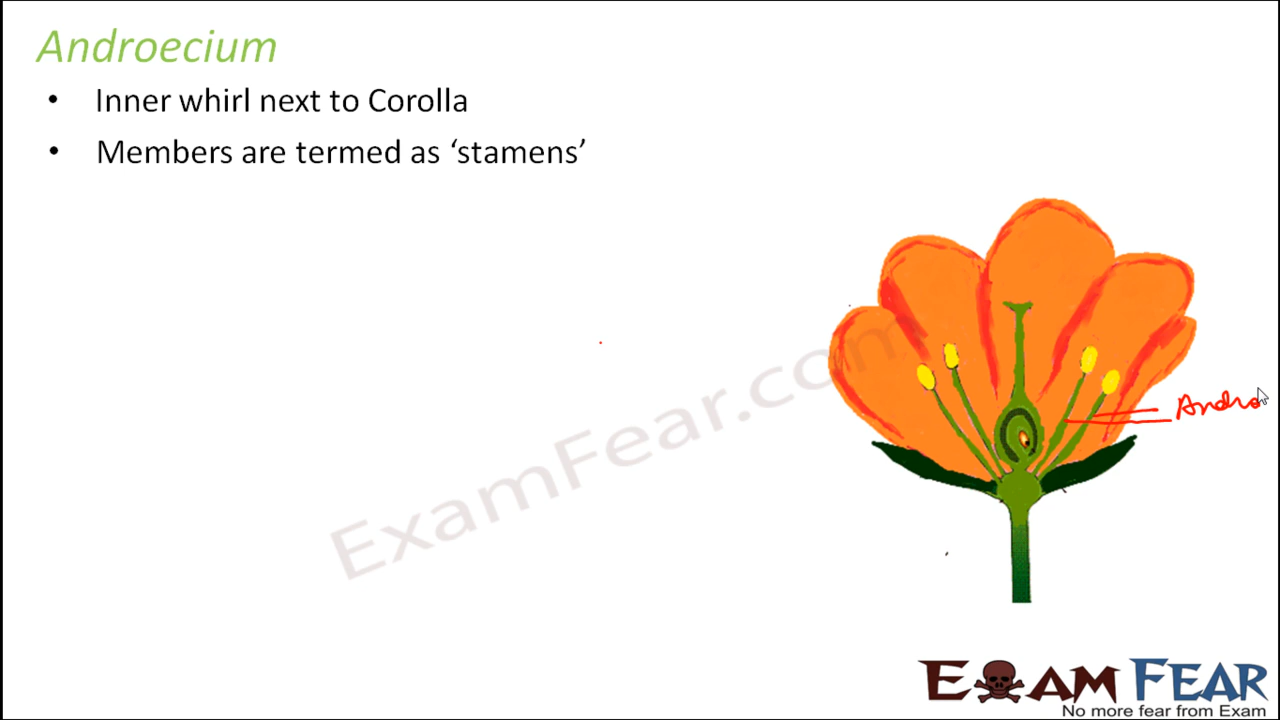 Androecium
• Inner whirl next to Corolla
• Members are termed as ‘stamens’
ExamFear.com
Andro
EXAM FEAR
No more fear from Exam